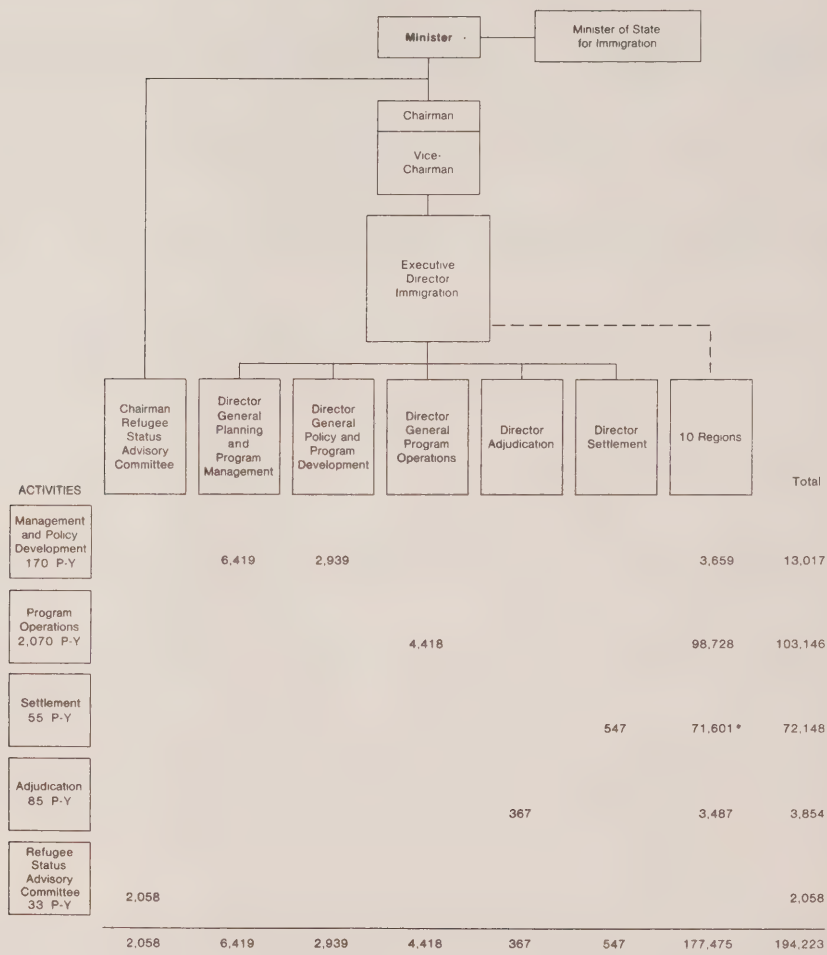 Minister
Minister of State
for Immigration
Chairman
Vice-
Chairman
Executive
Director
Immigration
Chairman
Refugee
Status
Advisory
Committee
Director
General
Planning
and
Program
Management
Director
General
Policy and
Program
Development
Director
General
Program
Operations
Director
Adjudication
Director
Settlement
10 Regions
Total
ACTIVITIES
Management
and Policy
Development
170 P-Y
6,419 2,939 3,659 13,017
Program
Operations
2,070 P-Y
4,418 98,728 103,146
Settlement
55 P-Y
547 71,601* 72,148
Adjudication
85 P-Y
367 3,487 3,854
Refugee
Status
Advisory
Committee
33 P-Y
2,058 2,058
2,058 6,419 2,939 4,418 367 547 177,475 194,223